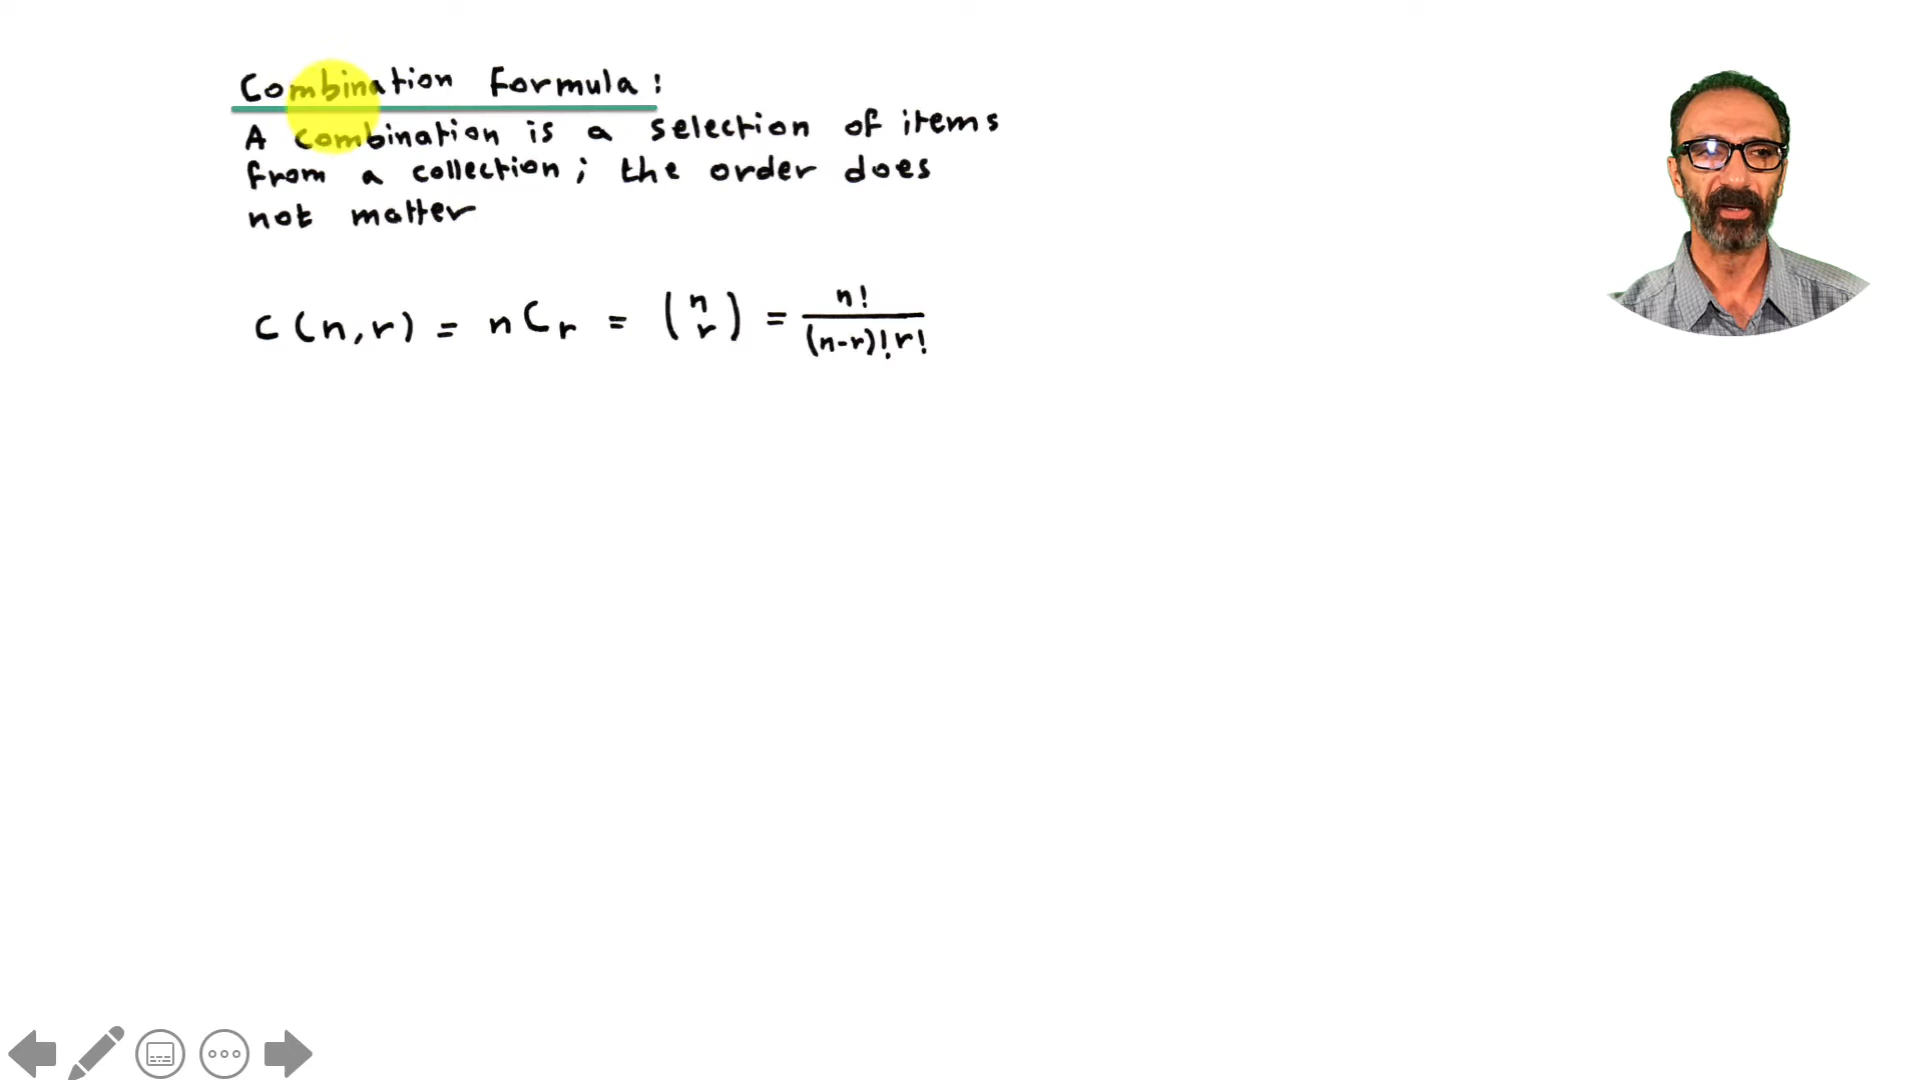 Combination Formula:
A combination is a selection of items
from a collection; the order does
not matter
C(n,r) = nCr = (n r) = n! / (n-r)!r!